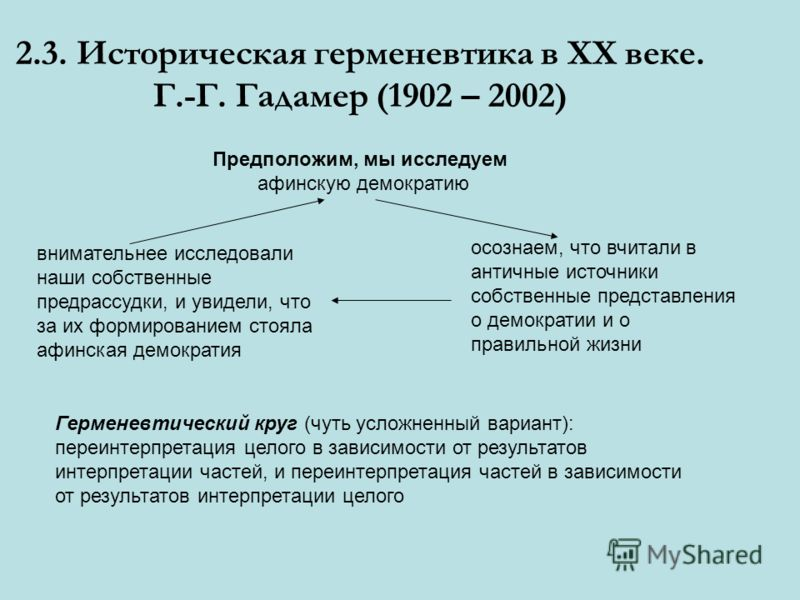 2.3. Историческая герменевтика в XX веке.
Г.-Г. Гадамер (1902 – 2002)
Предположим, мы исследуем
афинскую демократию
внимательнее исследовали
наши собственные
предрассудки, и увидели, что
за их формированием стояла
афинская демократия
осознаем, что вчитали в
античные источники
собственные представления
о демократии и о
правильной жизни
Герменевтический круг (чуть усложненный вариант):
переинтерпретация целого в зависимости от результатов
интерпретации частей, и переинтерпретация частей в зависимости
от результатов интерпретации целого
MyShared